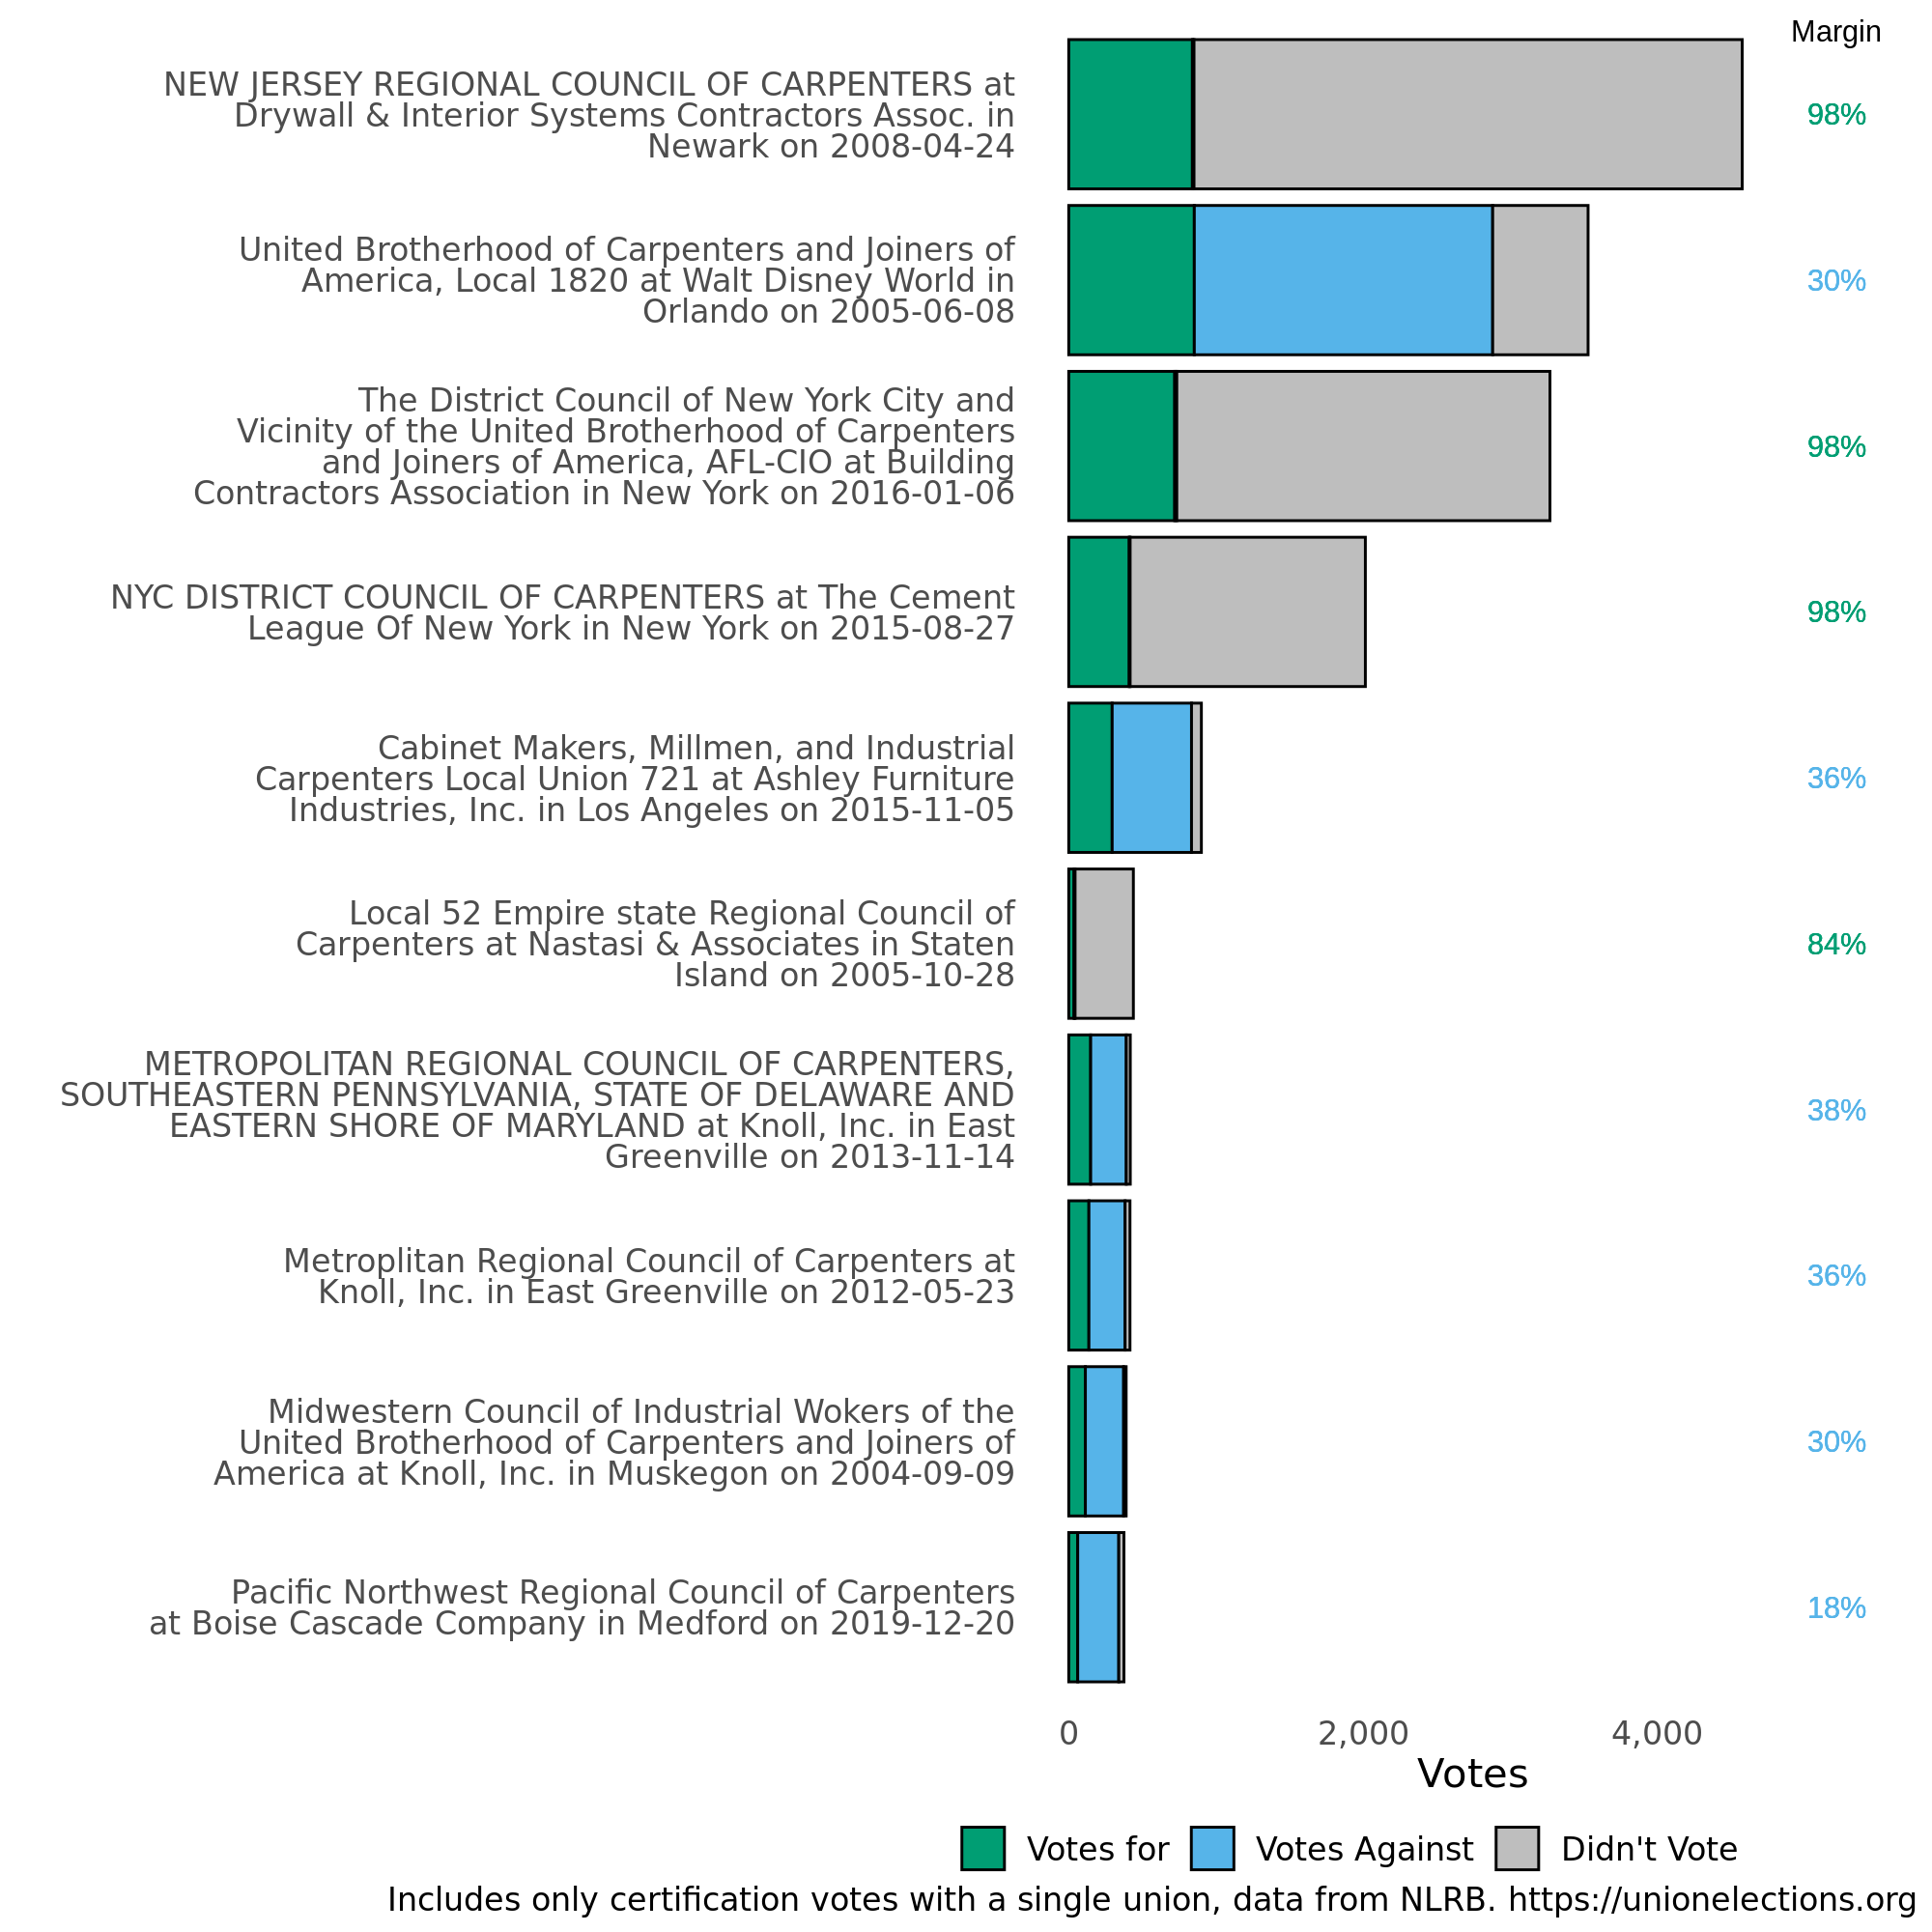 Margin
NEW JERSEY REGIONAL COUNCIL OF CARPENTERS at
Drywall & Interior Systems Contractors Assoc. in
Newark on 2008-04-24
98%
United Brotherhood of Carpenters and Joiners of
America, Local 1820 at Walt Disney World in
Orlando on 2005-06-08
30%
The District Council of New York City and
Vicinity of the United Brotherhood of Carpenters
and Joiners of America, AFL-CIO at Building
Contractors Association in New York on 2016-01-06
98%
NYC DISTRICT COUNCIL OF CARPENTERS at The Cement
League Of New York in New York on 2015-08-27
98%
Cabinet Makers, Millmen, and Industrial
Carpenters Local Union 721 at Ashley Furniture
Industries, Inc. in Los Angeles on 2015-11-05
36%
Local 52 Empire state Regional Council of
Carpenters at Nastasi & Associates in Staten
Island on 2005-10-28
84%
METROPOLITAN REGIONAL COUNCIL OF CARPENTERS,
SOUTHEASTERN PENNSYLVANIA, STATE OF DELAWARE AND
EASTERN SHORE OF MARYLAND at Knoll, Inc. in East
Greenville on 2013-11-14
38%
Metroplitan Regional Council of Carpenters at
Knoll, Inc. in East Greenville on 2012-05-23
36%
Midwestern Council of Industrial Wokers of the
United Brotherhood of Carpenters and Joiners of
America at Knoll, Inc. in Muskegon on 2004-09-09
30%
Pacific Northwest Regional Council of Carpenters
at Boise Cascade Company in Medford on 2019-12-20
18%
0 2,000 4,000
Votes
Votes for Votes Against Didn't Vote
Includes only certification votes with a single union, data from NLRB. https://unionelections.org